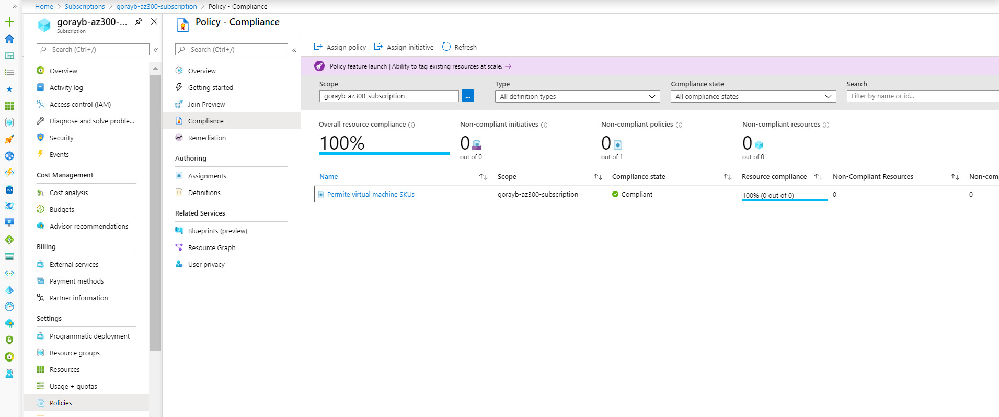 Home > Subscriptions > gorayb-az300-subscription > Policy - Compliance
gorayb-az300-...
Subscription
Search (Ctrl+/)
Overview
Activity log
Access control (IAM)
Diagnose and solve proble...
Security
Events
Cost Management
Cost analysis
Budgets
Advisor recommendations
Billing
External services
Payment methods
Partner information
Settings
Programmatic deployment
Resource groups
Resources
Usage + quotas
Policies
Policy - Compliance
Search (Ctrl+/)
Overview
Getting started
Join Preview
Compliance
Remediation
Authoring
Assignments
Definitions
Related Services
Blueprints (preview)
Resource Graph
User privacy
Assign policy Assign initiative Refresh
Policy feature launch | Ability to tag existing resources at scale. →
Scope Type Compliance state Search
gorayb-az300-subscription ... All definition types All compliance states Filter by name or id...
Overall resource compliance Non-compliant initiatives Non-compliant policies Non-compliant resources
100% 0 0 0
out of 0 out of 1 out of 0
Name Scope Compliance state Resource compliance Non-Compliant Resources Non-com
Permite virtual machine SKUs gorayb-az300-subscription Compliant 100% (0 out of 0) 0 0